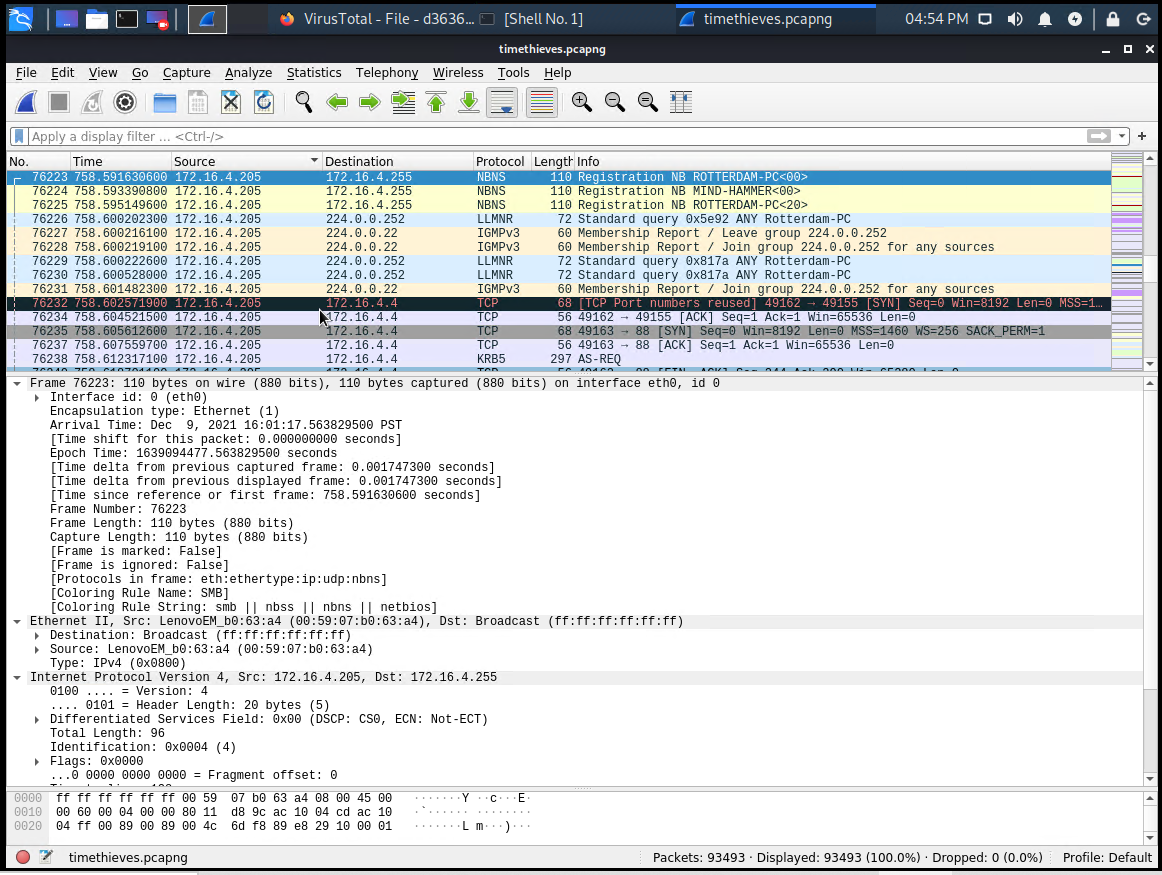 VirusTotal - File - d3636...
[Shell No. 1]
timethieves.pcapng
04:54 PM
timethieves.pcapng
File Edit View Go Capture Analyze Statistics Telephony Wireless Tools Help
Apply a display filter ... <Ctrl-/>
No. Time Source Destination Protocol Length Info
76223 758.591630600 172.16.4.205 172.16.4.255 NBNS 110 Registration NB ROTTERDAM-PC<00>
76224 758.593390800 172.16.4.205 172.16.4.255 NBNS 110 Registration NB MIND-HAMMER<00>
76225 758.595149600 172.16.4.205 172.16.4.255 NBNS 110 Registration NB ROTTERDAM-PC<20>
76226 758.600202300 172.16.4.205 224.0.0.252 LLMNR 72 Standard query 0x5e92 ANY Rotterdam-PC
76227 758.600216100 172.16.4.205 224.0.0.22 IGMPv3 60 Membership Report / Leave group 224.0.0.252
76228 758.600219100 172.16.4.205 224.0.0.22 IGMPv3 60 Membership Report / Join group 224.0.0.252 for any sources
76229 758.600222600 172.16.4.205 224.0.0.252 LLMNR 72 Standard query 0x817a ANY Rotterdam-PC
76230 758.600528000 172.16.4.205 224.0.0.252 LLMNR 72 Standard query 0x817a ANY Rotterdam-PC
76231 758.601482300 172.16.4.205 224.0.0.22 IGMPv3 60 Membership Report / Join group 224.0.0.252 for any sources
76232 758.602571900 172.16.4.205 172.16.4.4 TCP 68 [TCP Port numbers reused] 49162 → 49155 [SYN] Seq=0 Win=8192 Len=0 MSS=1…
76234 758.604521500 172.16.4.205 172.16.4.4 TCP 56 49162 → 49155 [ACK] Seq=1 Ack=1 Win=65536 Len=0
76235 758.605612600 172.16.4.205 172.16.4.4 TCP 68 49163 → 88 [SYN] Seq=0 Win=8192 Len=0 MSS=1460 WS=256 SACK_PERM=1
76237 758.607559700 172.16.4.205 172.16.4.4 TCP 56 49163 → 88 [ACK] Seq=1 Ack=1 Win=65536 Len=0
76238 758.612317100 172.16.4.205 172.16.4.4 KRB5 297 AS-REQ
Frame 76223: 110 bytes on wire (880 bits), 110 bytes captured (880 bits) on interface eth0, id 0
Interface id: 0 (eth0)
Encapsulation type: Ethernet (1)
Arrival Time: Dec  9, 2021 16:01:17.563829500 PST
[Time shift for this packet: 0.000000000 seconds]
Epoch Time: 1639094477.563829500 seconds
[Time delta from previous captured frame: 0.001747300 seconds]
[Time delta from previous displayed frame: 0.001747300 seconds]
[Time since reference or first frame: 758.591630600 seconds]
Frame Number: 76223
Frame Length: 110 bytes (880 bits)
Capture Length: 110 bytes (880 bits)
[Frame is marked: False]
[Frame is ignored: False]
[Protocols in frame: eth:ethertype:ip:udp:nbns]
[Coloring Rule Name: SMB]
[Coloring Rule String: smb || nbss || nbns || netbios]
Ethernet II, Src: LenovoEM_b0:63:a4 (00:59:07:b0:63:a4), Dst: Broadcast (ff:ff:ff:ff:ff:ff)
Destination: Broadcast (ff:ff:ff:ff:ff:ff)
Source: LenovoEM_b0:63:a4 (00:59:07:b0:63:a4)
Type: IPv4 (0x0800)
Internet Protocol Version 4, Src: 172.16.4.205, Dst: 172.16.4.255
0100 .... = Version: 4
.... 0101 = Header Length: 20 bytes (5)
Differentiated Services Field: 0x00 (DSCP: CS0, ECN: Not-ECT)
Total Length: 96
Identification: 0x0004 (4)
Flags: 0x0000
...0 0000 0000 0000 = Fragment offset: 0
0000 ff ff ff ff ff ff 00 59 07 b0 63 a4 08 00 45 00 ·······Y ··c···E·
0010 00 60 00 04 00 00 80 11 d8 9c ac 10 04 cd ac 10 ·`······ ········
0020 04 ff 00 89 00 89 00 4c 6d f8 89 e8 29 10 00 01 ·······L m···)···
timethieves.pcapng
Packets: 93493 · Displayed: 93493 (100.0%) · Dropped: 0 (0.0%)
Profile: Default